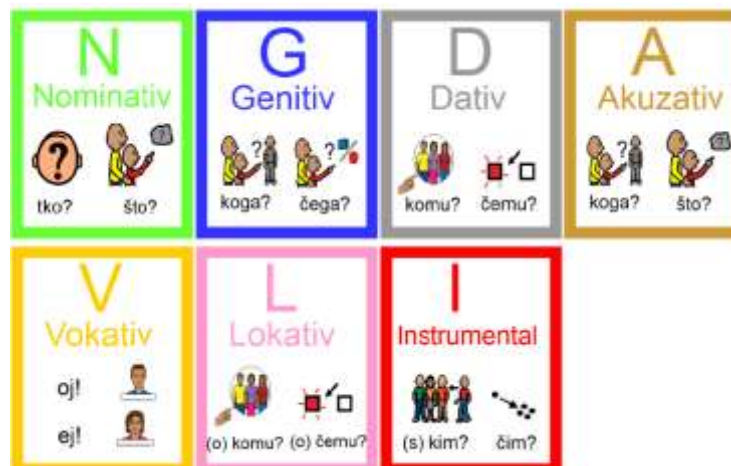 N
Nominativ
?
tko? što?
G
Genitiv
? ?
koga? čega?
D
Dativ
komu? čemu?
A
Akuzativ
?
koga? što?
V
Vokativ
oj!
ej!
L
Lokativ
(o) komu? (o) čemu?
I
Instrumental
(s) kim? čim?